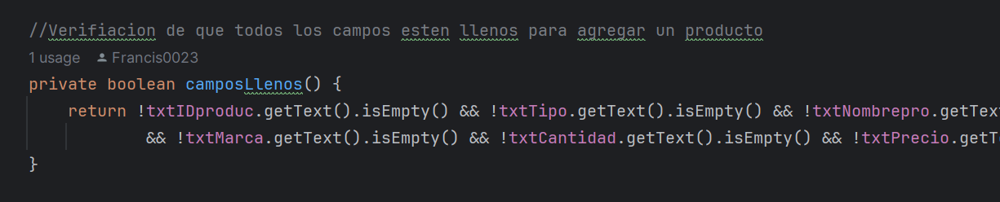 //Verifiacion de que todos los campos esten llenos para agregar un producto
1 usage Francis0023
private boolean camposLlenos() {
return !txtIDproduc.getText().isEmpty() && !txtTipo.getText().isEmpty() && !txtNombrepro.getTex
&& !txtMarca.getText().isEmpty() && !txtCantidad.getText().isEmpty() && !txtPrecio.getT
}